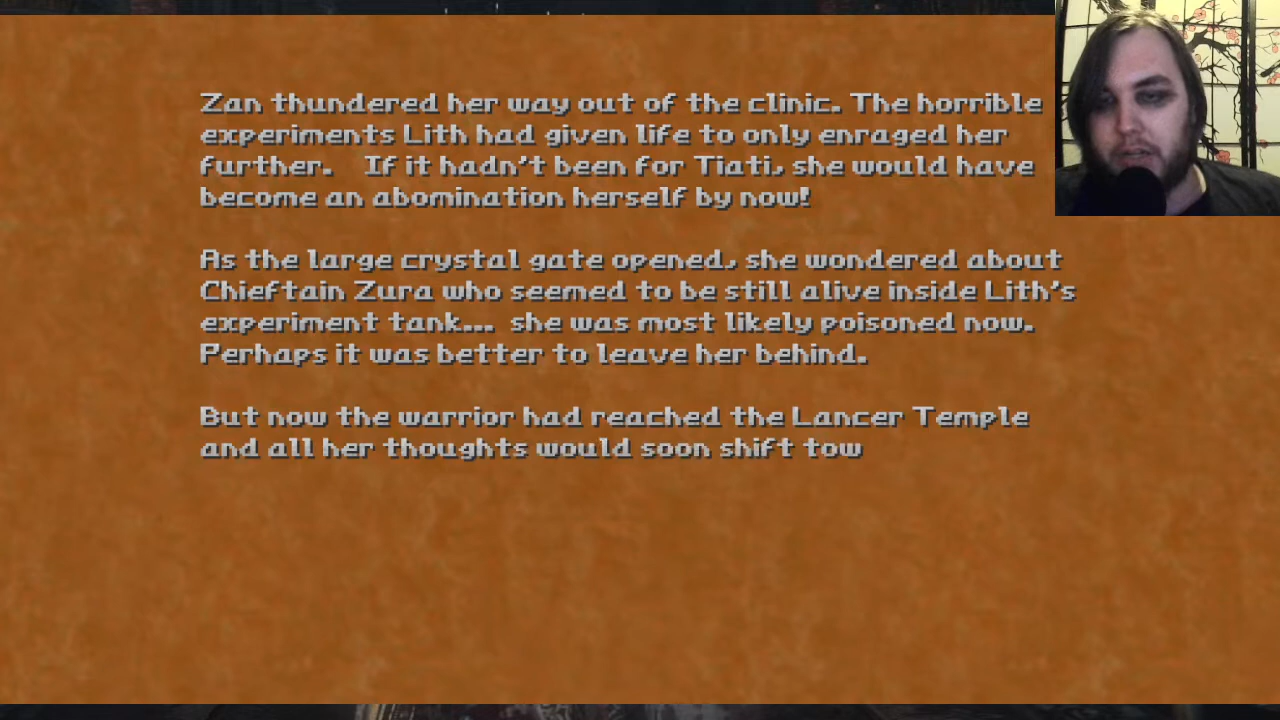 Zan thundered her way out of the clinic. The horrible
experiments Lith had given life to only enraged her
further.  If it hadn't been for Tiati, she would have
become an abomination herself by now!
As the large crystal gate opened, she wondered about
Chieftain Zura who seemed to be still alive inside Lith's
experiment tank... she was most likely poisoned now.
Perhaps it was better to leave her behind.
But now the warrior had reached the Lancer Temple
and all her thoughts would soon shift tow